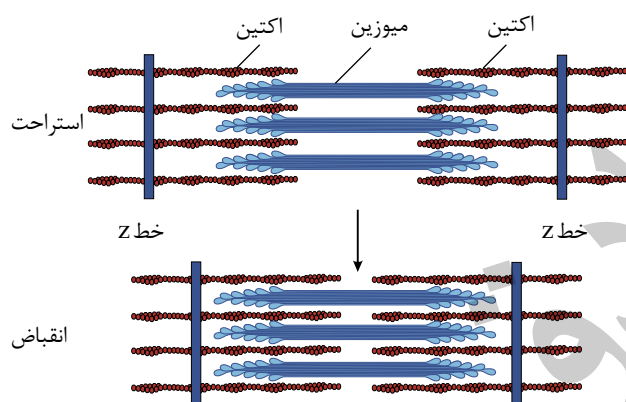 اکتین
میوزین
اکتین
استراحت
خط z
خط z
انقباض